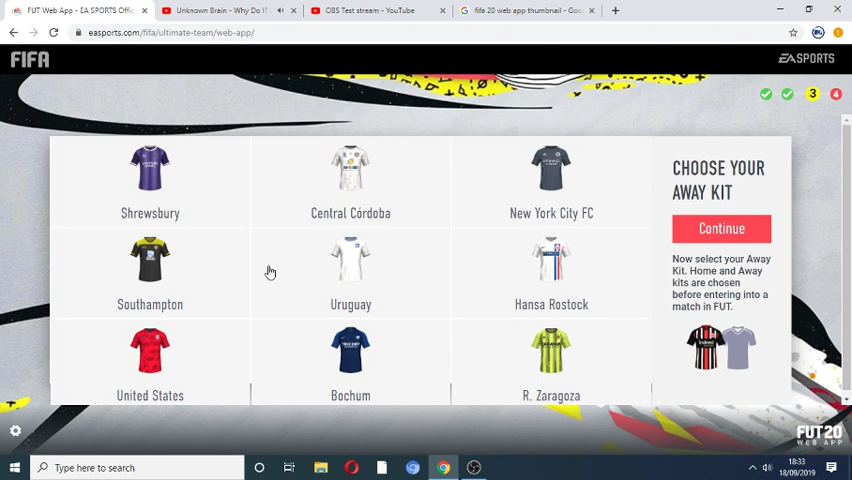 FUT Web App - EA SPORTS Offic
Unknown Brain - Why Do I?
OBS Test stream - YouTube
fifa 20 web app thumbnail - Goo
easports.com/fifa/ultimate-team/web-app/
FIFA
EA SPORTS
3
4
Shrewsbury
Central Córdoba
New York City FC
CHOOSE YOUR
AWAY KIT
Continue
Now select your Away
Kit. Home and Away
kits are chosen
before entering into a
match in FUT.
Southampton
Uruguay
Hansa Rostock
United States
Bochum
R. Zaragoza
FUT20
WEB APP
Type here to search
18:33
18/09/2019